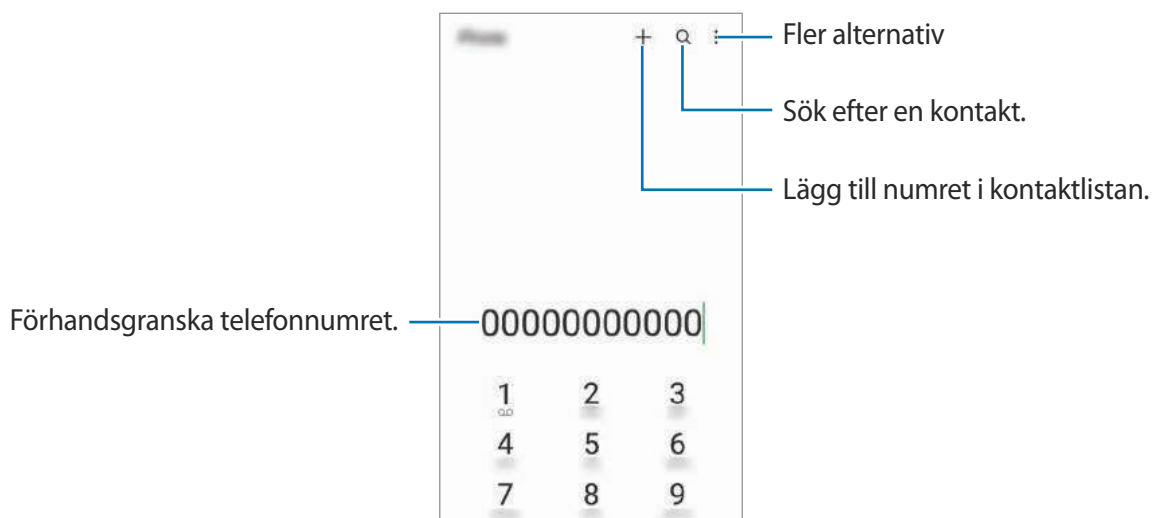 Fler alternativ
Sök efter en kontakt.
Lägg till numret i kontaktlistan.
Förhandsgranska telefonnumret.
00000000000
1 2 3
4 5 6
7 8 9